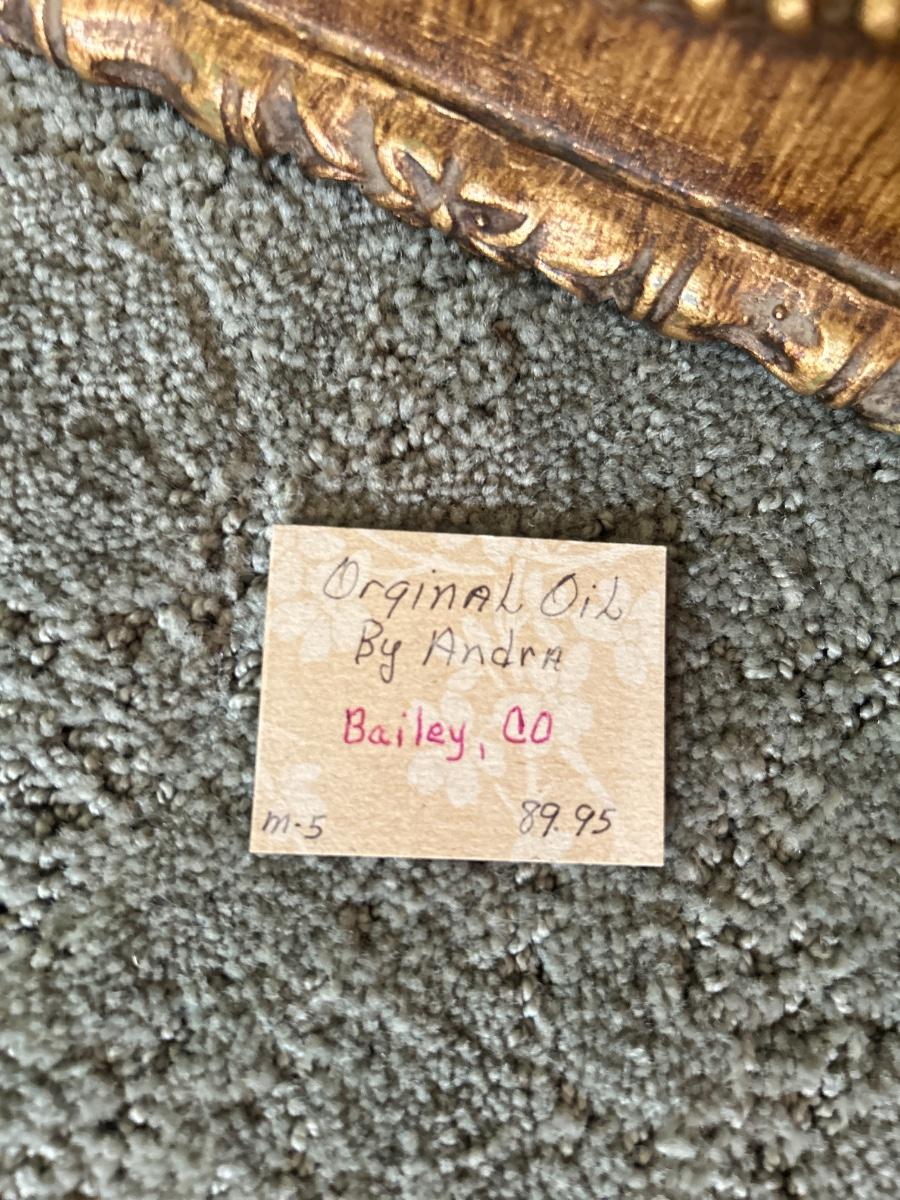 Orginal Oil
By Andra
Bailey, CO
m-5 89.95